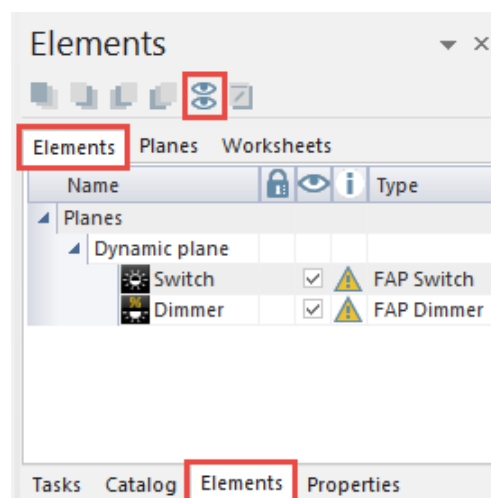 Elements
Elements Planes Worksheets
Name i Type
Planes
Dynamic plane
Switch FAP Switch
% Dimmer FAP Dimmer
Tasks Catalog Elements Properties